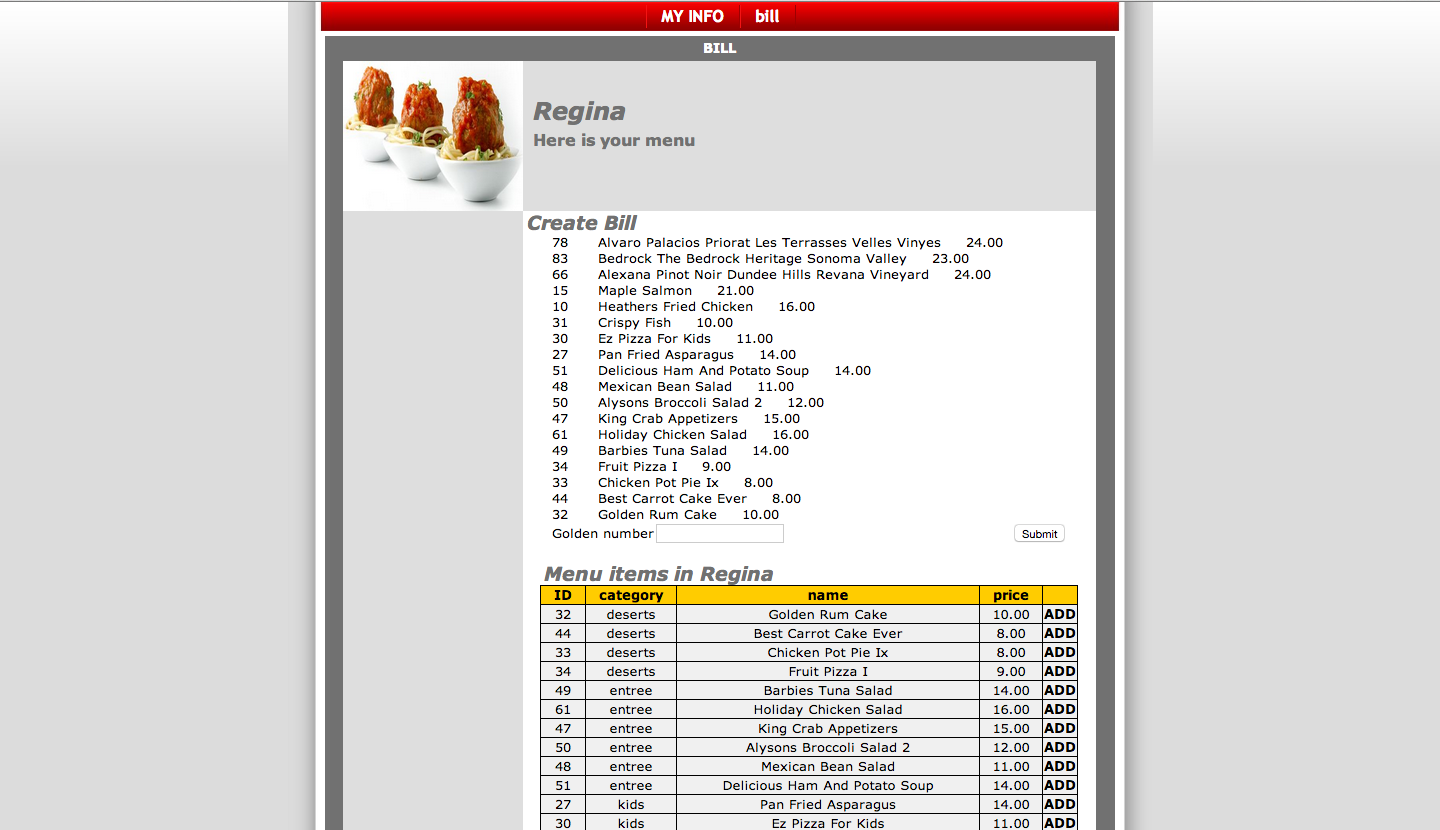 MY INFO bill
BILL
Regina
Here is your menu
Create Bill
78 Alvaro Palacios Priorat Les Terrasses Velles Vinyes 24.00
83 Bedrock The Bedrock Heritage Sonoma Valley 23.00
66 Alexana Pinot Noir Dundee Hills Revana Vineyard 24.00
15 Maple Salmon 21.00
10 Heathers Fried Chicken 16.00
31 Crispy Fish 10.00
30 Ez Pizza For Kids 11.00
27 Pan Fried Asparagus 14.00
51 Delicious Ham And Potato Soup 14.00
48 Mexican Bean Salad 11.00
50 Alysons Broccoli Salad 2 12.00
47 King Crab Appetizers 15.00
61 Holiday Chicken Salad 16.00
49 Barbies Tuna Salad 14.00
34 Fruit Pizza I 9.00
33 Chicken Pot Pie Ix 8.00
44 Best Carrot Cake Ever 8.00
32 Golden Rum Cake 10.00
Golden number Submit
Menu items in Regina
ID category name price
32 deserts Golden Rum Cake 10.00 ADD
44 deserts Best Carrot Cake Ever 8.00 ADD
33 deserts Chicken Pot Pie Ix 8.00 ADD
34 deserts Fruit Pizza I 9.00 ADD
49 entree Barbies Tuna Salad 14.00 ADD
61 entree Holiday Chicken Salad 16.00 ADD
47 entree King Crab Appetizers 15.00 ADD
50 entree Alysons Broccoli Salad 2 12.00 ADD
48 entree Mexican Bean Salad 11.00 ADD
51 entree Delicious Ham And Potato Soup 14.00 ADD
27 kids Pan Fried Asparagus 14.00 ADD
30 kids Ez Pizza For Kids 11.00 ADD